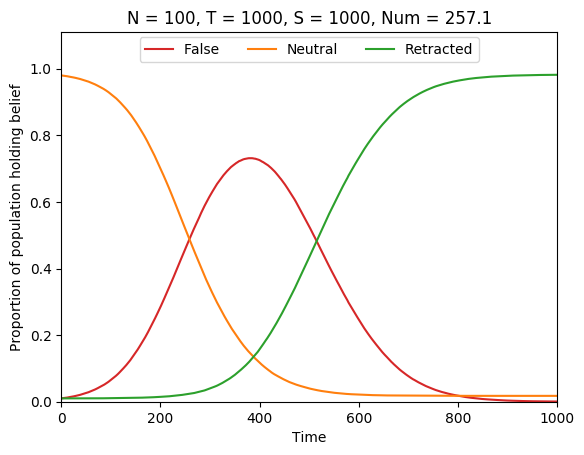 N = 100, T = 1000, S = 1000, Num = 257.1
False Neutral Retracted
Proportion of population holding belief
1.0
0.8
0.6
0.4
0.2
0.0
0 200 400 600 800 1000
Time